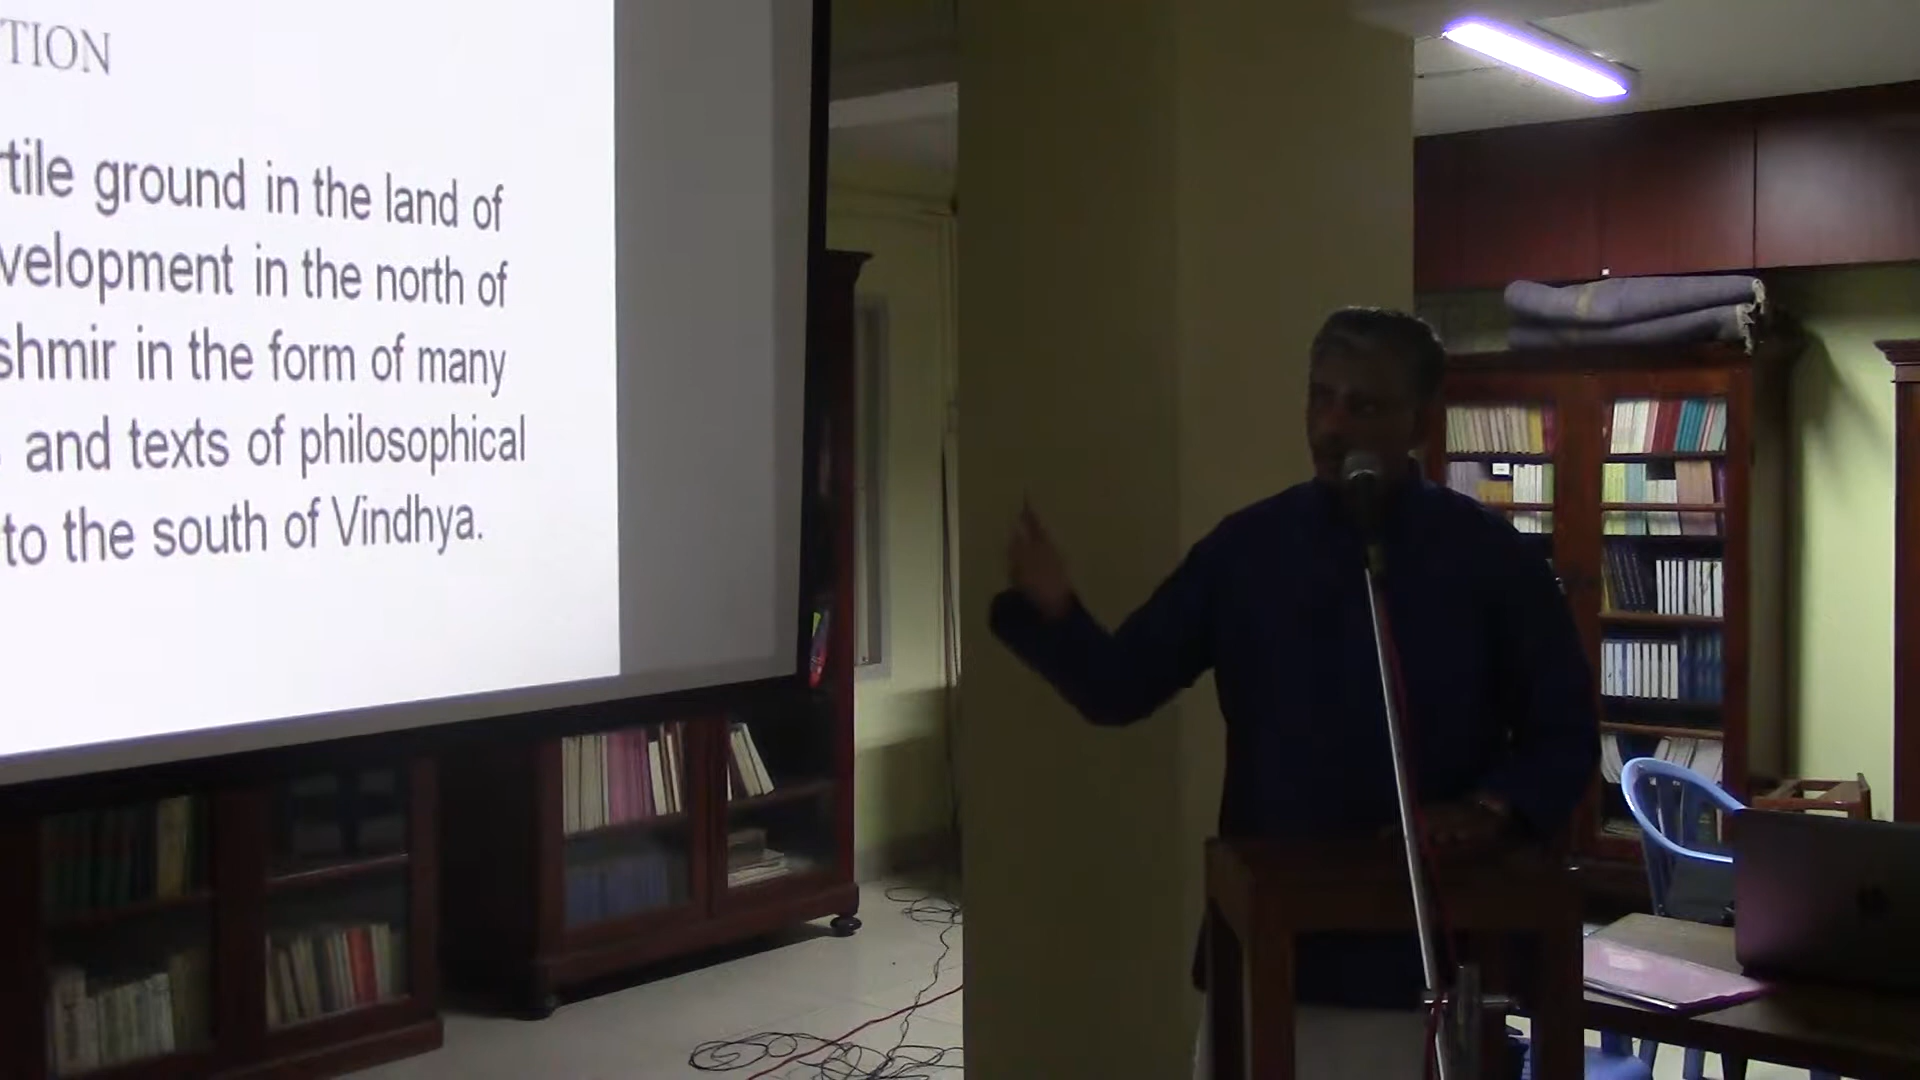 TION
tile ground in the land of
velopment in the north of
shmir in the form of many
and texts of philosophical
to the south of Vindhya.